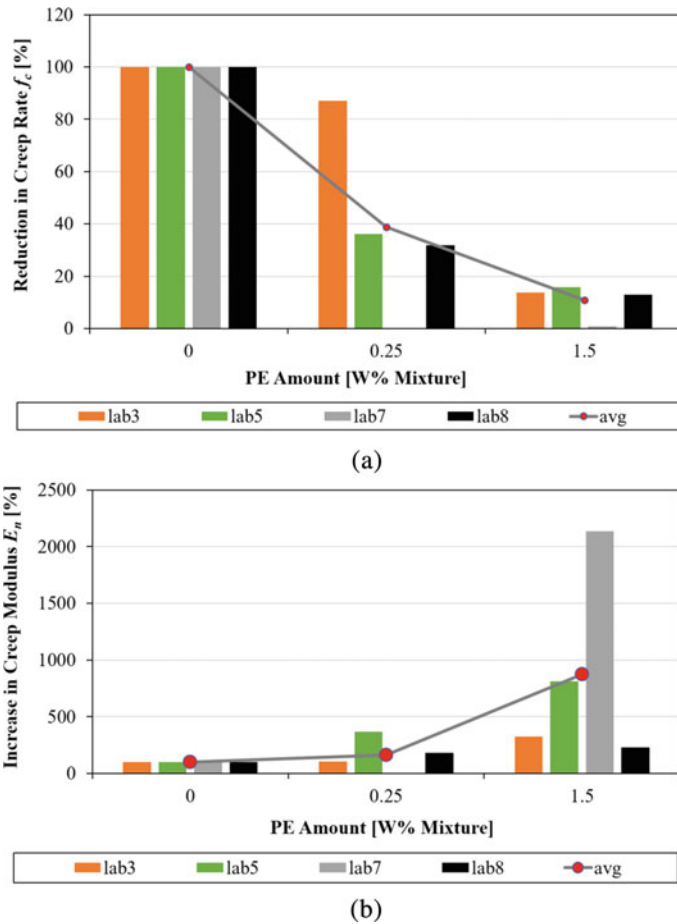 Reduction in Creep Rate f_c [%]
120
100
80
60
40
20
0
0 0.25 1.5
PE Amount [W% Mixture]
lab3 lab5 lab7 lab8 avg
(a)
Increase in Creep Modulus E_n [%]
2500
2000
1500
1000
500
0
0 0.25 1.5
PE Amount [W% Mixture]
lab3 lab5 lab7 lab8 avg
(b)